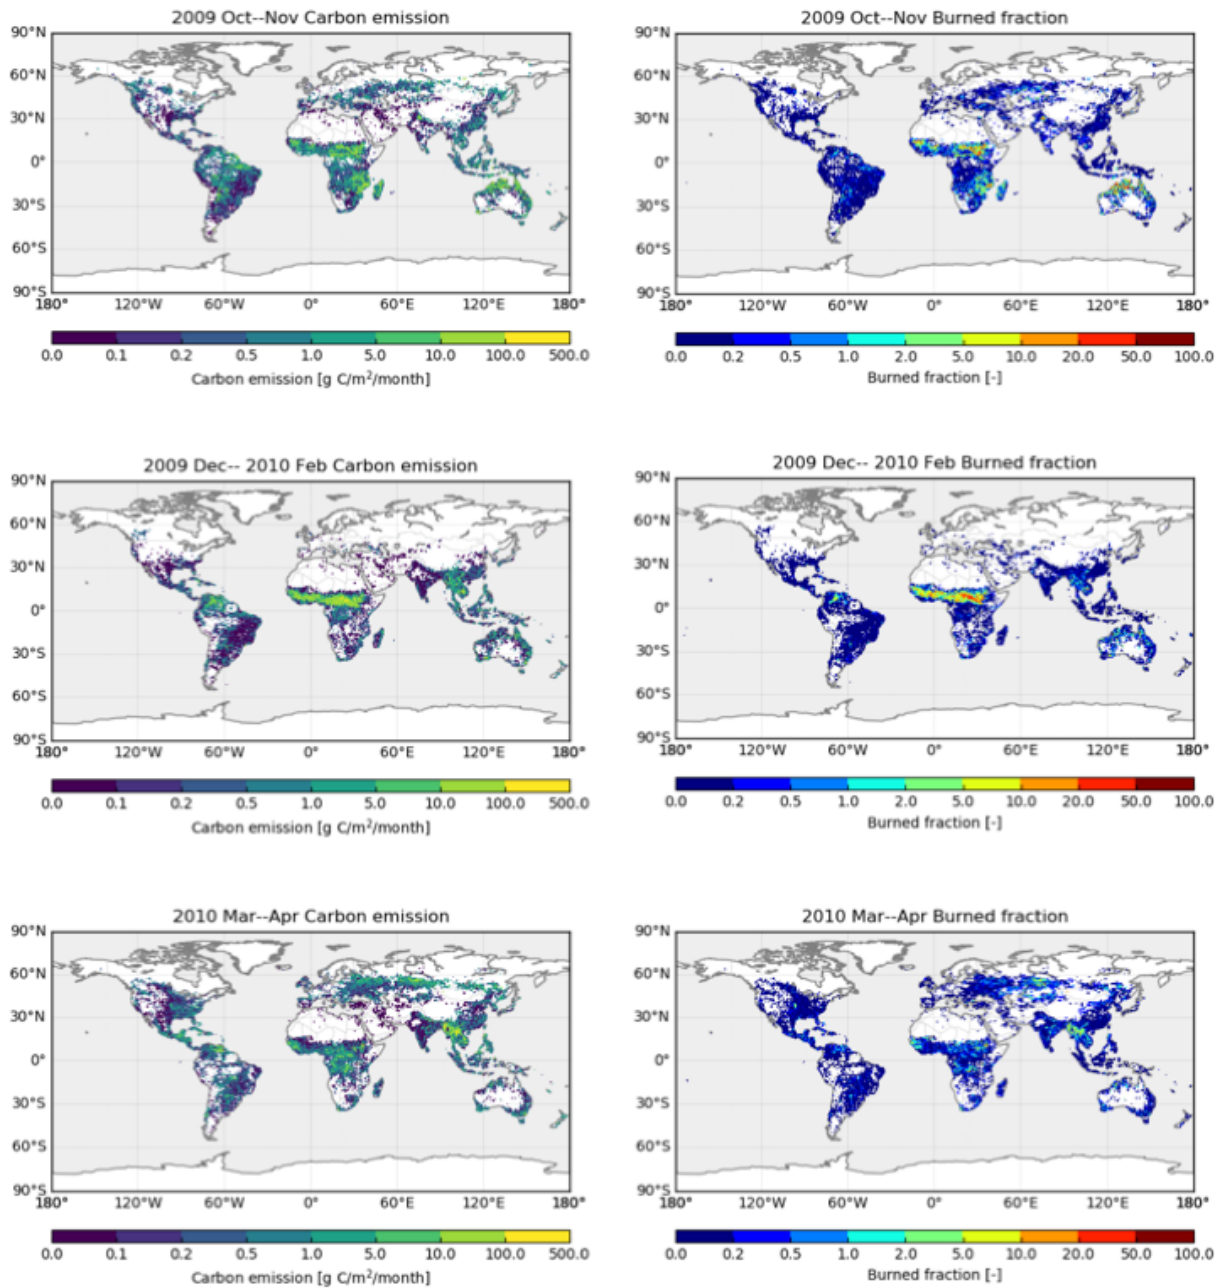 2009 Oct--Nov Carbon emission
90°N
60°N
30°N
0°
30°S
60°S
90°S
180°
120°W
60°W
0°
60°E
120°E
180°
0.0 0.1 0.2 0.5 1.0 5.0 10.0 100.0 500.0
Carbon emission [g C/m²/month]
2009 Oct--Nov Burned fraction
90°N
60°N
30°N
0°
30°S
60°S
90°S
180°
120°W
60°W
0°
60°E
120°E
180°
0.0 0.2 0.5 1.0 2.0 5.0 10.0 20.0 50.0 100.0
Burned fraction [-]
2009 Dec-- 2010 Feb Carbon emission
90°N
60°N
30°N
0°
30°S
60°S
90°S
180°
120°W
60°W
0°
60°E
120°E
180°
0.0 0.1 0.2 0.5 1.0 5.0 10.0 100.0 500.0
Carbon emission [g C/m²/month]
2009 Dec-- 2010 Feb Burned fraction
90°N
60°N
30°N
0°
30°S
60°S
90°S
180°
120°W
60°W
0°
60°E
120°E
180°
0.0 0.2 0.5 1.0 2.0 5.0 10.0 20.0 50.0 100.0
Burned fraction [-]
2010 Mar--Apr Carbon emission
90°N
60°N
30°N
0°
30°S
60°S
90°S
180°
120°W
60°W
0°
60°E
120°E
180°
0.0 0.1 0.2 0.5 1.0 5.0 10.0 100.0 500.0
Carbon emission [g C/m²/month]
2010 Mar--Apr Burned fraction
90°N
60°N
30°N
0°
30°S
60°S
90°S
180°
120°W
60°W
0°
60°E
120°E
180°
0.0 0.2 0.5 1.0 2.0 5.0 10.0 20.0 50.0 100.0
Burned fraction [-]